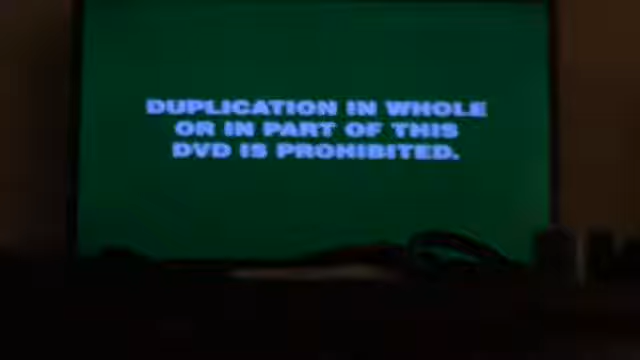 DUPLICATION IN WHOLE
OR IN PART OF THIS
DVD IS PROHIBITED.